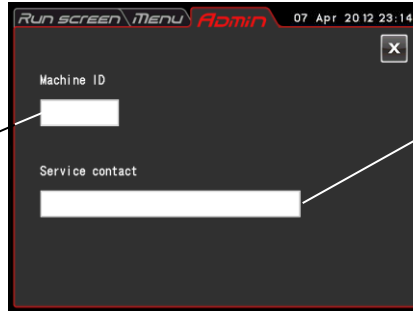 Run screen Menu Admin 07 Apr 2012 23:14
X
Machine ID
Service contact